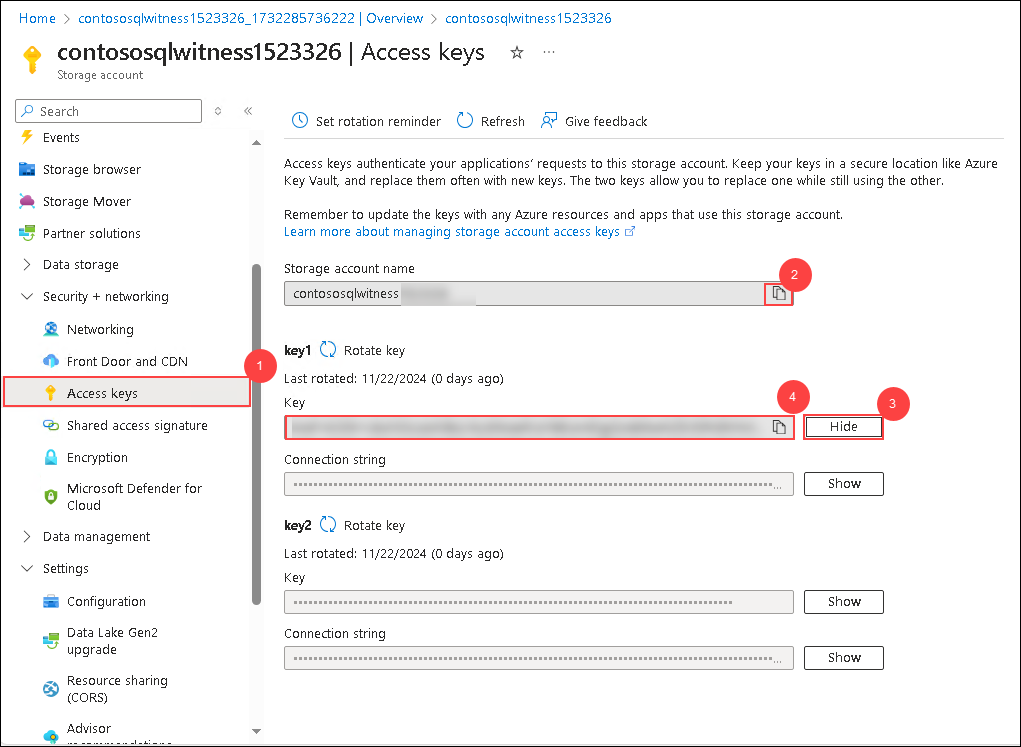 Home > contososqlwitness1523326_1732285736222 | Overview > contososqlwitness1523326
contososqlwitness1523326 | Access keys
Storage account
Search
Events
Storage browser
Storage Mover
Partner solutions
Data storage
Security + networking
Networking
Front Door and CDN
Access keys
1
Shared access signature
Encryption
Microsoft Defender for
Cloud
Data management
Settings
Configuration
Data Lake Gen2
upgrade
Resource sharing
(CORS)
Advisor
recommendations
Set rotation reminder Refresh Give feedback
Access keys authenticate your applications' requests to this storage account. Keep your keys in a secure location like Azure
Key Vault, and replace them often with new keys. The two keys allow you to replace one while still using the other.
Remember to update the keys with any Azure resources and apps that use this storage account.
Learn more about managing storage account access keys
Storage account name
2
contososqlwitness
key1 Rotate key
Last rotated: 11/22/2024 (0 days ago)
Key
4
3
Hide
Connection string
Show
key2 Rotate key
Last rotated: 11/22/2024 (0 days ago)
Key
Show
Connection string
Show